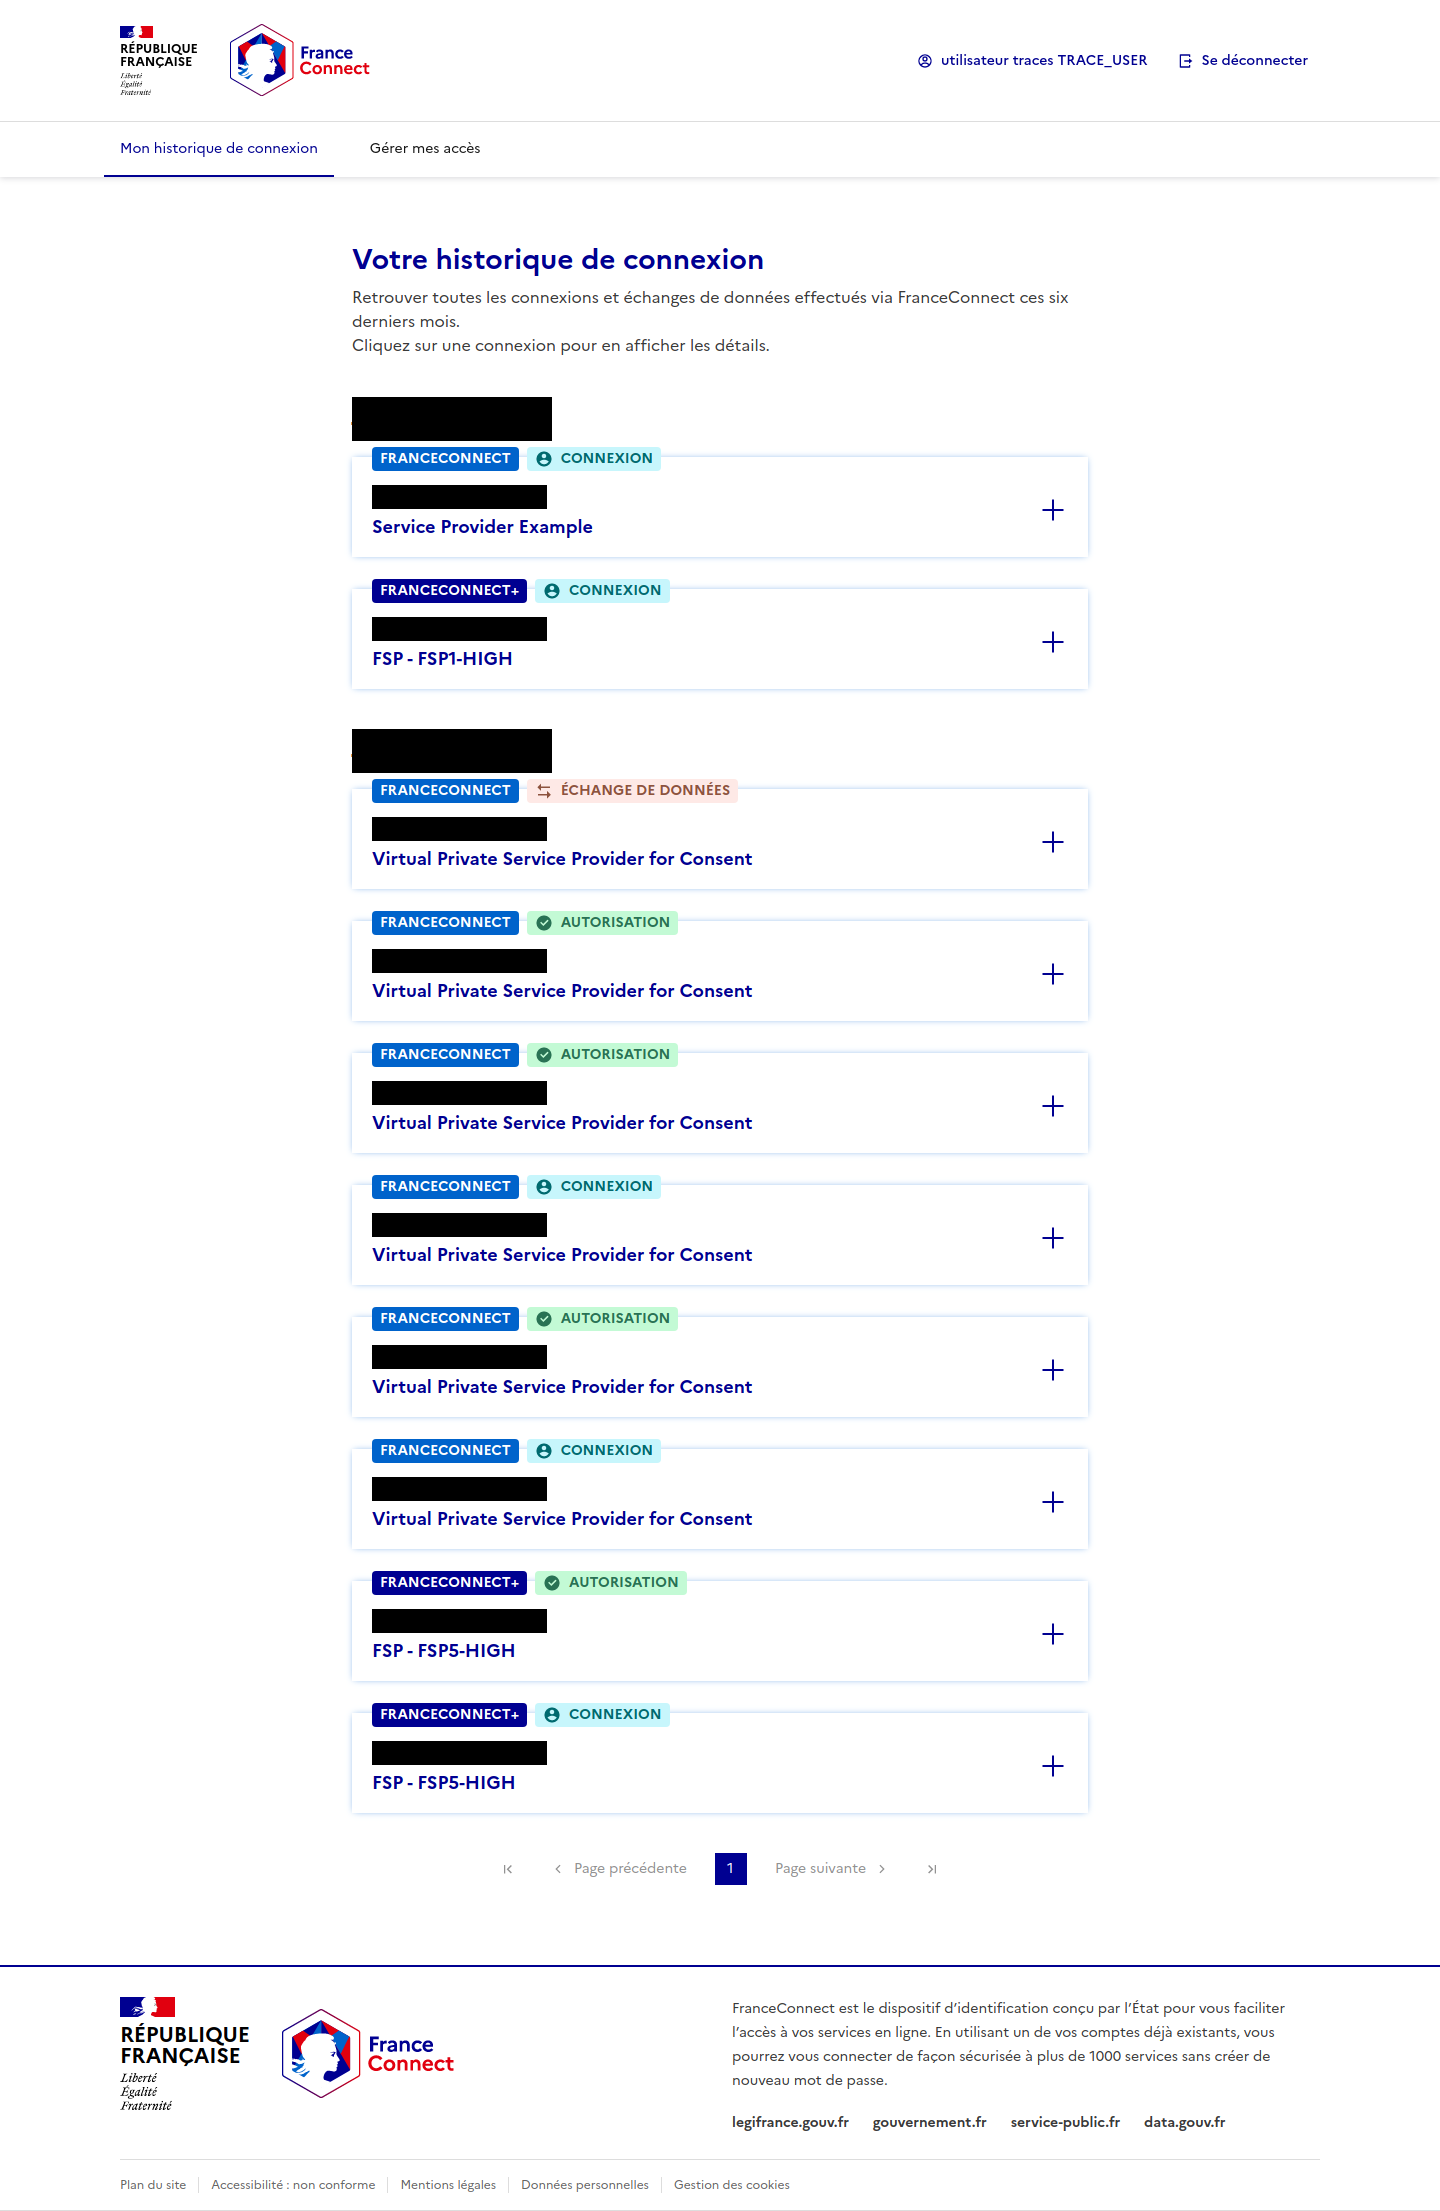 RÉPUBLIQUE
FRANÇAISE
Liberté
Égalité
Fraternité
France
Connect
utilisateur traces TRACE_USER
Se déconnecter
Mon historique de connexion
Gérer mes accès
Votre historique de connexion
Retrouver toutes les connexions et échanges de données effectués via FranceConnect ces six
derniers mois.
Cliquez sur une connexion pour en afficher les détails.
FRANCECONNECT CONNEXION
Service Provider Example
FRANCECONNECT+ CONNEXION
FSP - FSP1-HIGH
FRANCECONNECT ÉCHANGE DE DONNÉES
Virtual Private Service Provider for Consent
FRANCECONNECT AUTORISATION
Virtual Private Service Provider for Consent
FRANCECONNECT AUTORISATION
Virtual Private Service Provider for Consent
FRANCECONNECT CONNEXION
Virtual Private Service Provider for Consent
FRANCECONNECT AUTORISATION
Virtual Private Service Provider for Consent
FRANCECONNECT CONNEXION
Virtual Private Service Provider for Consent
FRANCECONNECT+ AUTORISATION
FSP - FSP5-HIGH
FRANCECONNECT+ CONNEXION
FSP - FSP5-HIGH
Page précédente 1 Page suivante
RÉPUBLIQUE
FRANÇAISE
Liberté
Égalité
Fraternité
France
Connect
FranceConnect est le dispositif d’identification conçu par l’État pour vous faciliter
l’accès à vos services en ligne. En utilisant un de vos comptes déjà existants, vous
pourrez vous connecter de façon sécurisée à plus de 1000 services sans créer de
nouveau mot de passe.
legifrance.gouv.fr gouvernement.fr service-public.fr data.gouv.fr
Plan du site Accessibilité : non conforme Mentions légales Données personnelles Gestion des cookies